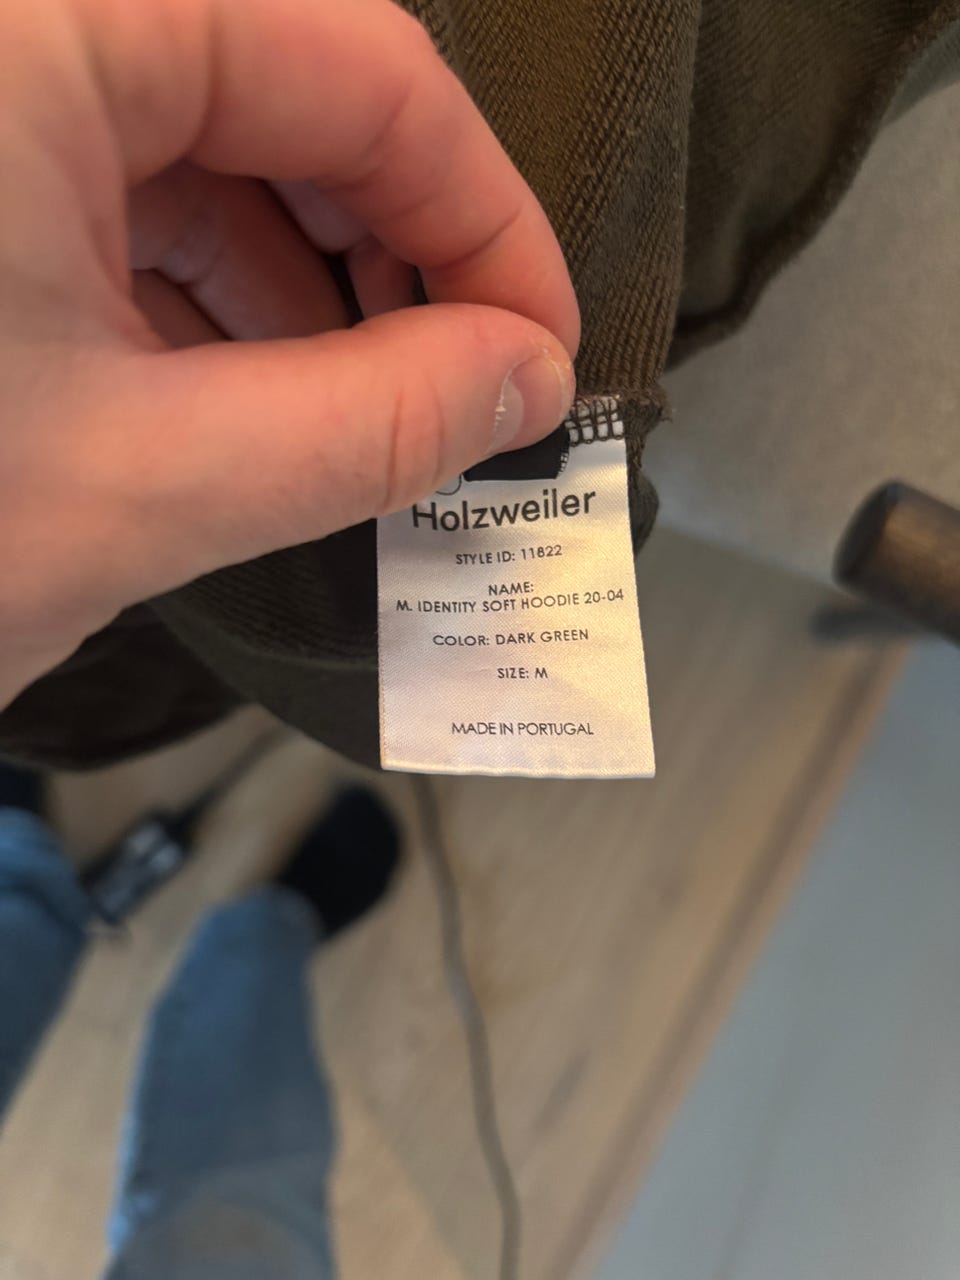 Holzweiler
STYLE ID: 11822
NAME:
M. IDENTITY SOFT HOODIE 20-04
COLOR: DARK GREEN
SIZE: M
MADE IN PORTUGAL